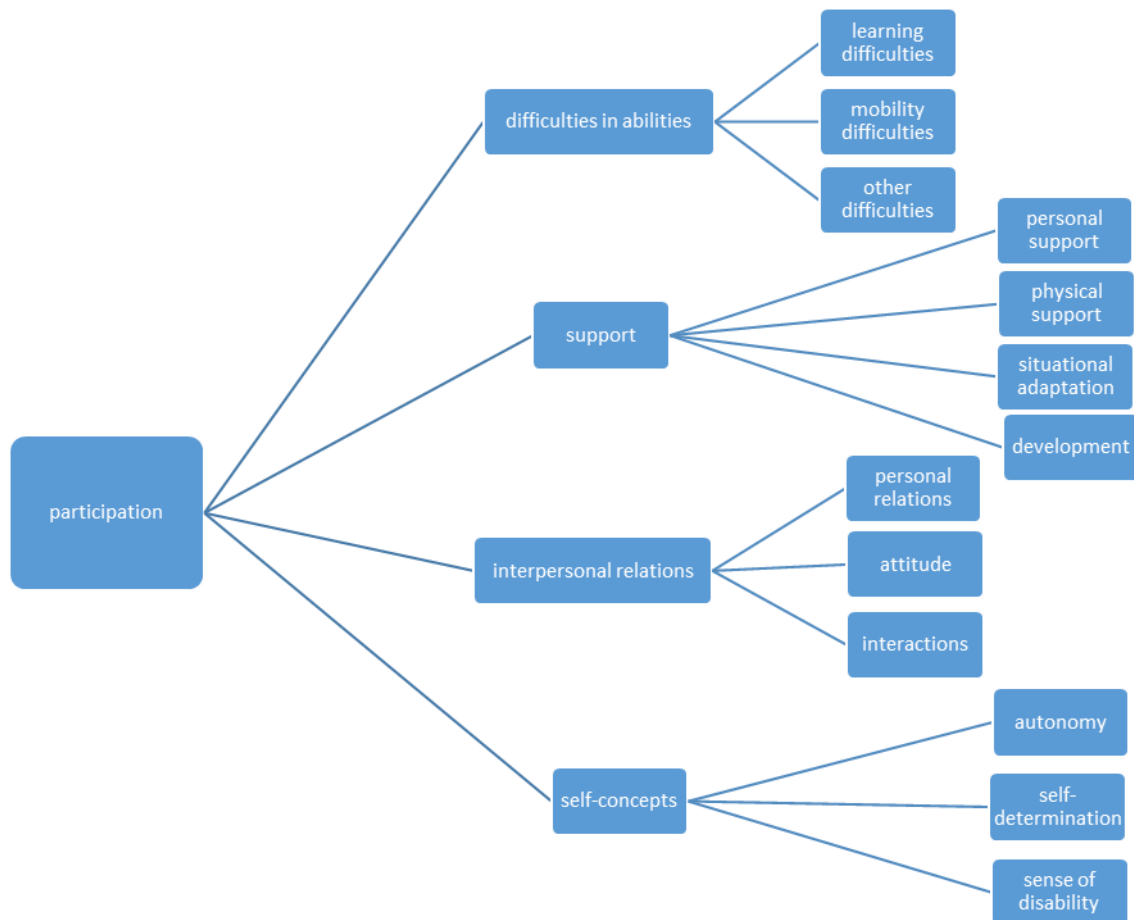 participation
difficulties in abilities
learning
difficulties
mobility
difficulties
other
difficulties
support
personal
support
physical
support
situational
adaptation
development
interpersonal relations
personal
relations
attitude
interactions
self-concepts
autonomy
self-
determination
sense of
disability